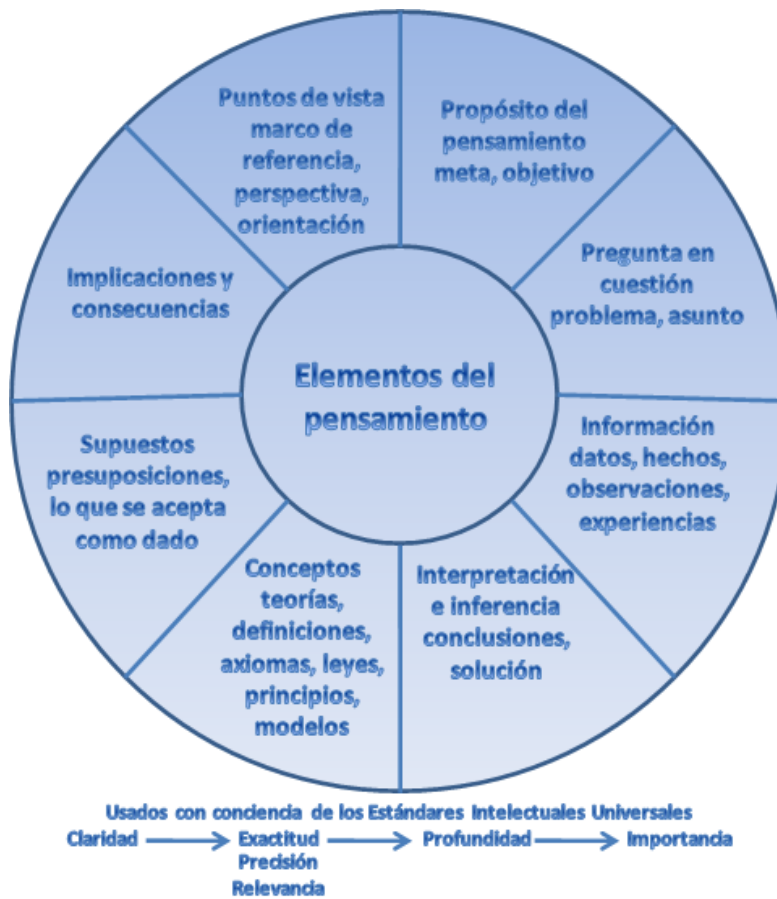 Elementos del
pensamiento
Propósito del
pensamiento
meta, objetivo
Pregunta en
cuestión
problema, asunto
Información
datos, hechos,
observaciones,
experiencias
Interpretación
e inferencia
conclusiones,
solución
Conceptos
teorías,
definiciones,
axiomas, leyes,
principios,
modelos
Supuestos
presuposiciones,
lo que se acepta
como dado
Implicaciones y
consecuencias
Puntos de vista
marco de
referencia,
perspectiva,
orientación
Usados con conciencia de los Estándares Intelectuales Universales
Claridad → Exactitud → Profundidad → Importancia
Precisión
Relevancia